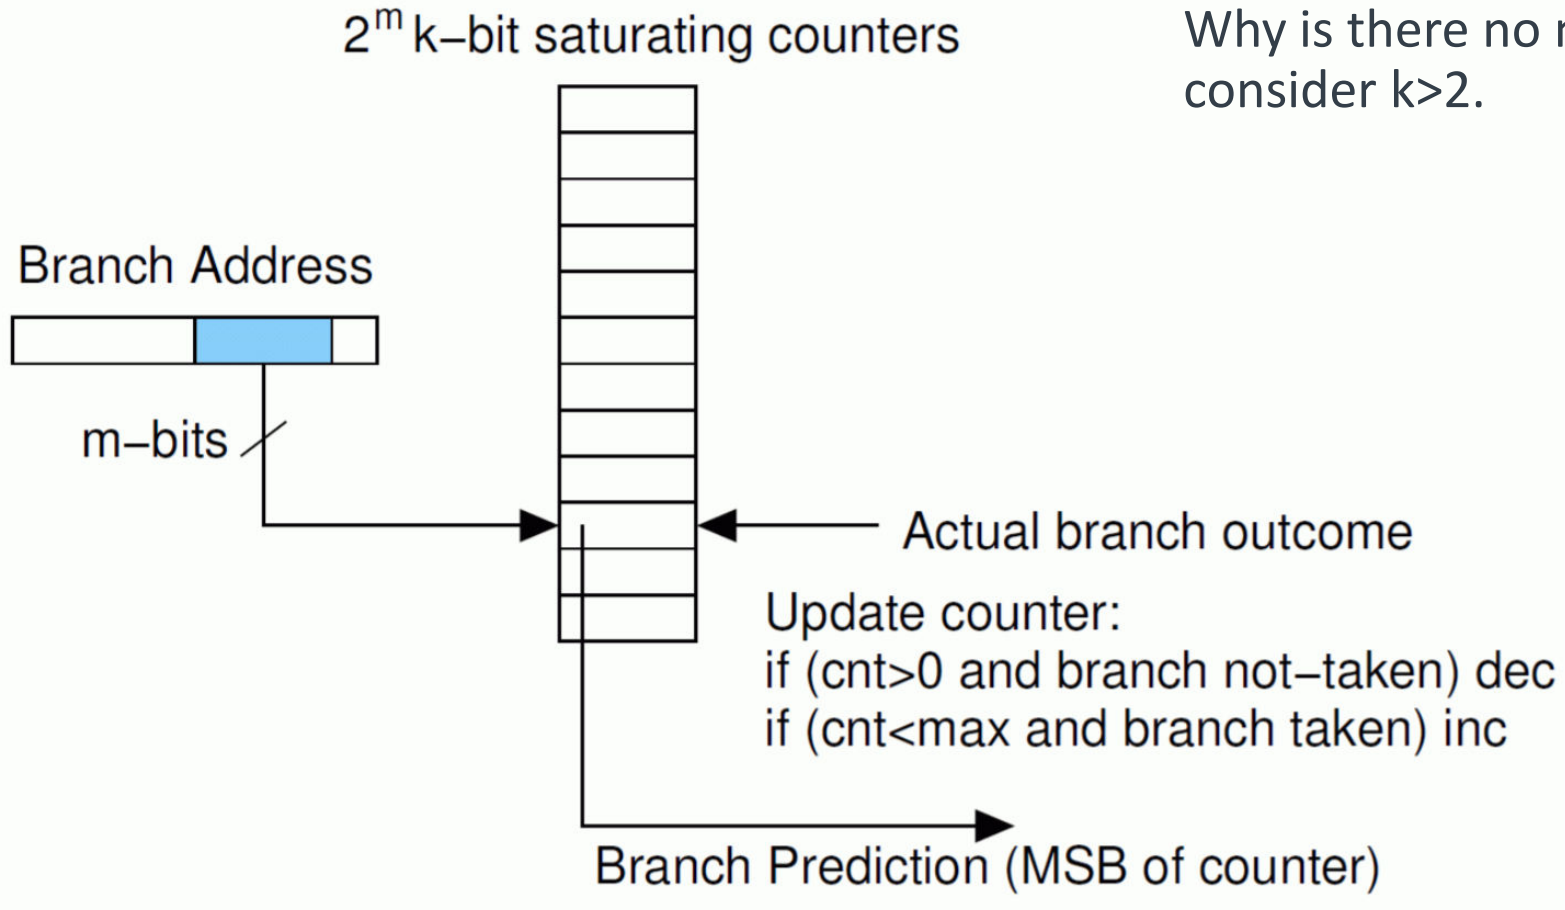 2^m k–bit saturating counters
Why is there no
consider k>2.
Branch Address
m–bits
Actual branch outcome
Update counter:
if (cnt>0 and branch not–taken) dec
if (cnt<max and branch taken) inc
Branch Prediction (MSB of counter)